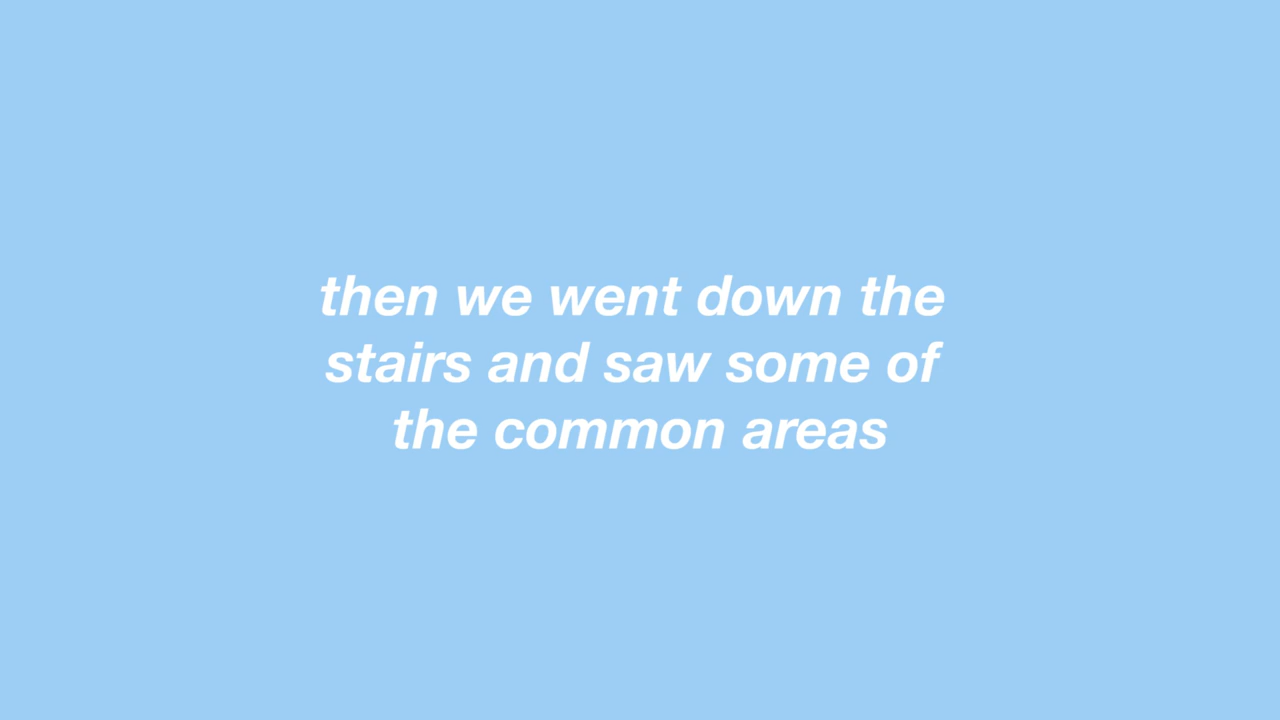 then we went down the
stairs and saw some of
the common areas